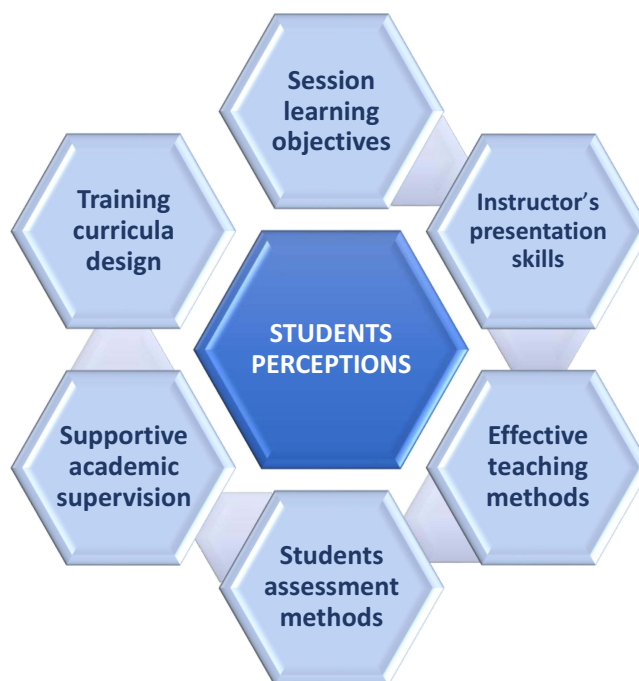 Session
learning
objectives
Instructor's
presentation
skills
Effective
teaching
methods
Students
assessment
methods
Supportive
academic
supervision
Training
curricula
design
STUDENTS
PERCEPTIONS